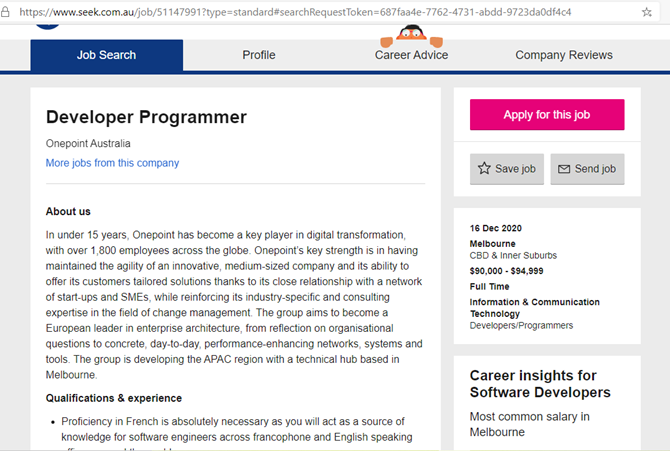 https://www.seek.com.au/job/51147991?type=standard#searchRequestToken=687faa4e-7762-4731-abdd-9723da0df4c4
Job Search
Profile
Career Advice
Company Reviews
Developer Programmer
Onepoint Australia
More jobs from this company
About us
In under 15 years, Onepoint has become a key player in digital transformation,
with over 1,800 employees across the globe. Onepoint's key strength is in having
maintained the agility of an innovative, medium-sized company and its ability to
offer its customers tailored solutions thanks to its close relationship with a network
of start-ups and SMEs, while reinforcing its industry-specific and consulting
expertise in the field of change management. The group aims to become a
European leader in enterprise architecture, from reflection on organisational
questions to concrete, day-to-day, performance-enhancing networks, systems and
tools. The group is developing the APAC region with a technical hub based in
Melbourne.
Qualifications & experience
• Proficiency in French is absolutely necessary as you will act as a source of
knowledge for software engineers across francophone and English speaking
Apply for this job
Save job
Send job
16 Dec 2020
Melbourne
CBD & Inner Suburbs
$90,000 - $94,999
Full Time
Information & Communication
Technology
Developers/Programmers
Career insights for
Software Developers
Most common salary in
Melbourne